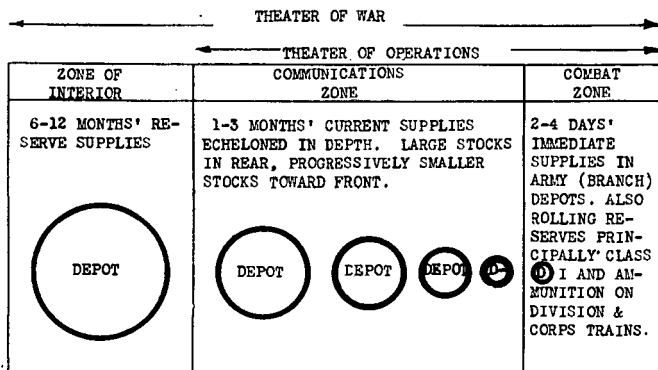 THEATER OF WAR
THEATER OF OPERATIONS
ZONE OF
INTERIOR
COMMUNICATIONS
ZONE
COMBAT
ZONE
6-12 MONTHS' RE-
SERVE SUPPLIES
1-3 MONTHS' CURRENT SUPPLIES
ECHELONED IN DEPTH. LARGE STOCKS
IN REAR, PROGRESSIVELY SMALLER
STOCKS TOWARD FRONT.
2-4 DAYS'
IMMEDIATE
SUPPLIES IN
ARMY (BRANCH)
DEPOTS. ALSO
ROLLING RE-
SERVES PRIN-
CIPALLY CLASS
I AND AM-
MUNITION ON
DIVISION &
CORPS TRAINS.
DEPOT
DEPOT
DEPOT
DEPOT
D-
D